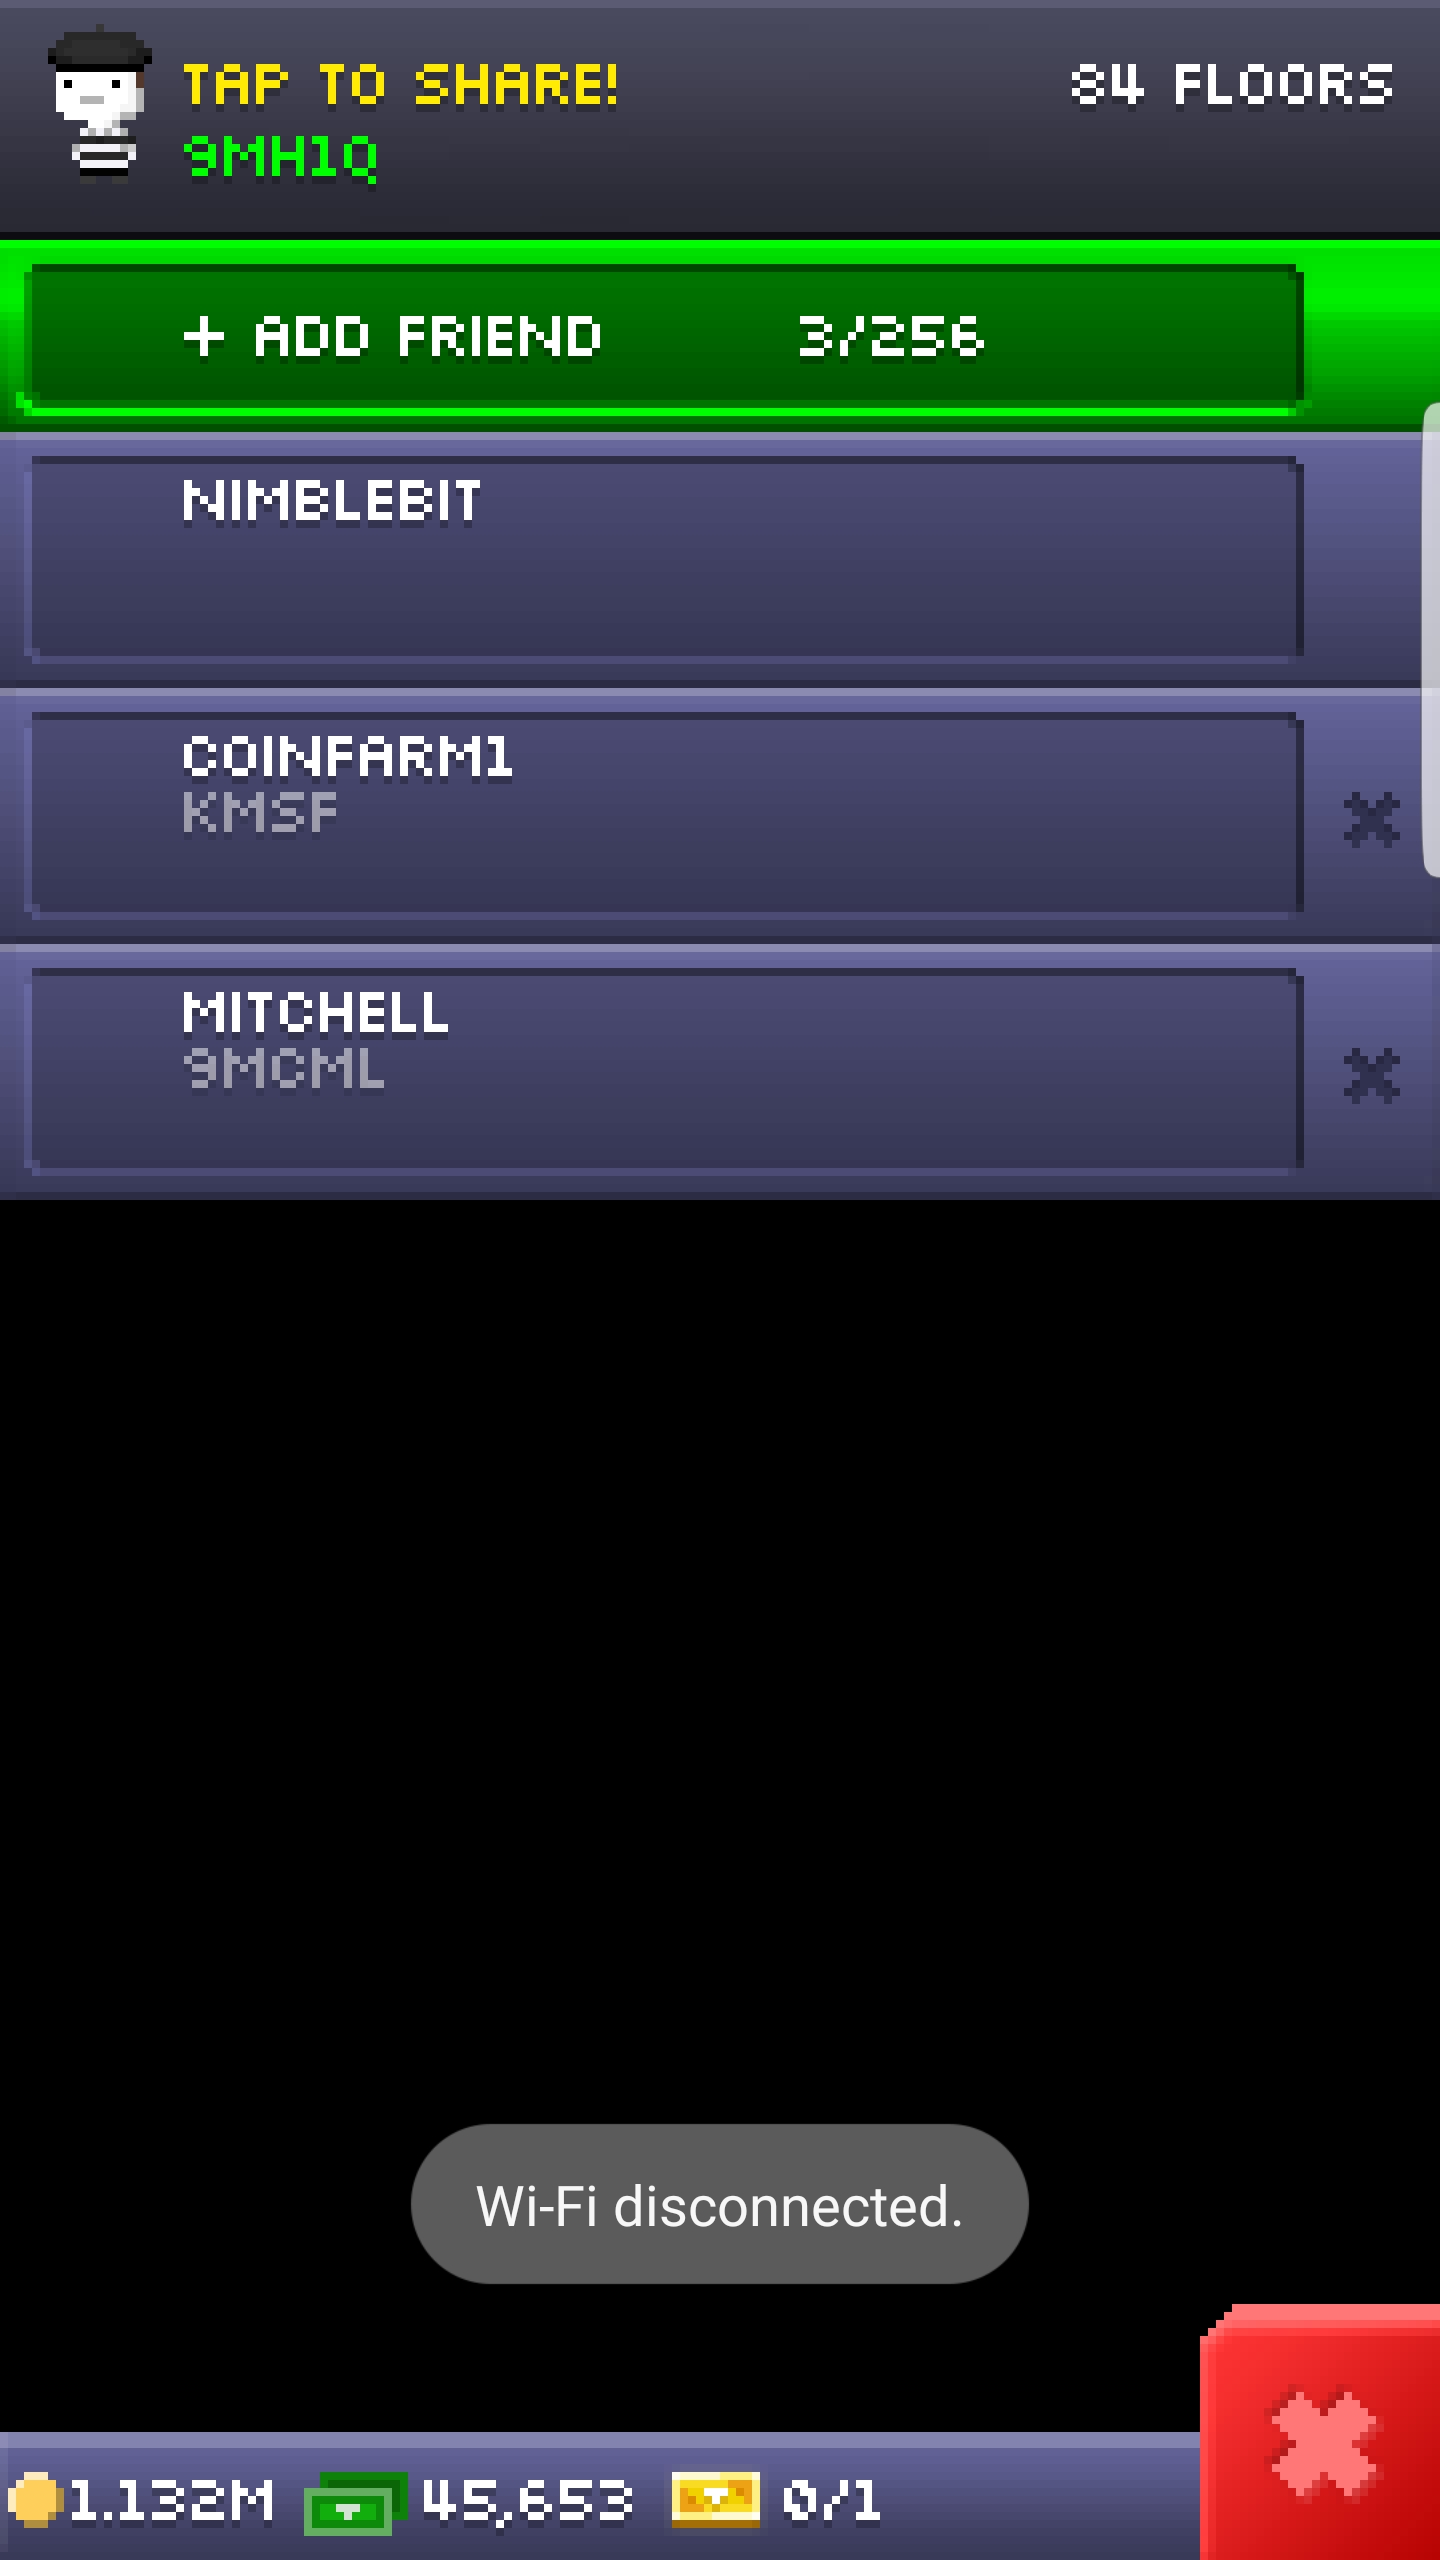 TAP TO SHARE!
84 FLOORS
9MH1Q
+ ADD FRIEND 3/256
NIMBLEBIT
COINFARM1
KMSF
MITCHELL
9MCML
Wi-Fi disconnected.
1.132M 45,653 0/1